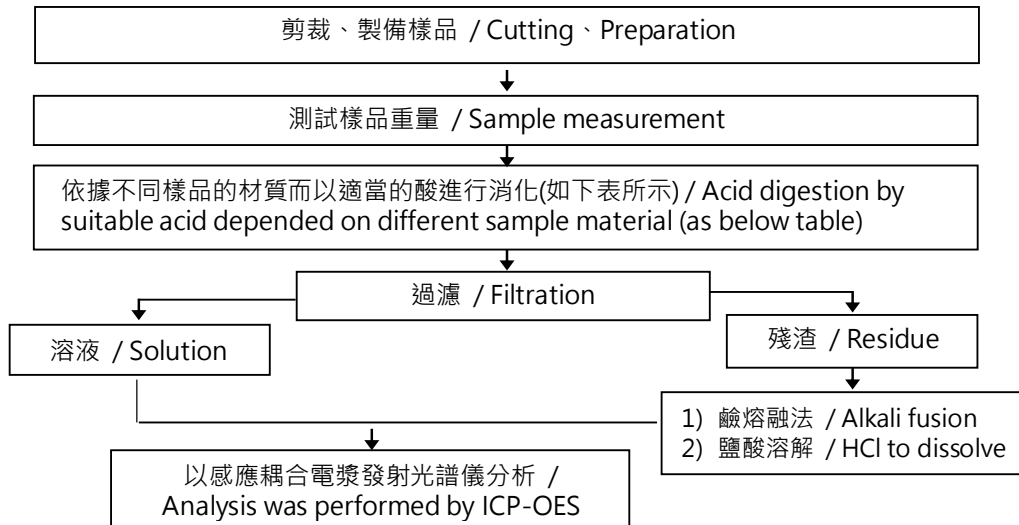 剪裁、製備樣品 / Cutting、Preparation
測試樣品重量 / Sample measurement
依據不同樣品的材質而以適當的酸進行消化(如下表所示) / Acid digestion by
suitable acid depended on different sample material (as below table)
過濾 / Filtration
溶液 / Solution
殘渣 / Residue
1) 鹼熔融法 / Alkali fusion
2) 鹽酸溶解 / HCl to dissolve
以感應耦合電漿發射光譜儀分析 /
Analysis was performed by ICP-OES